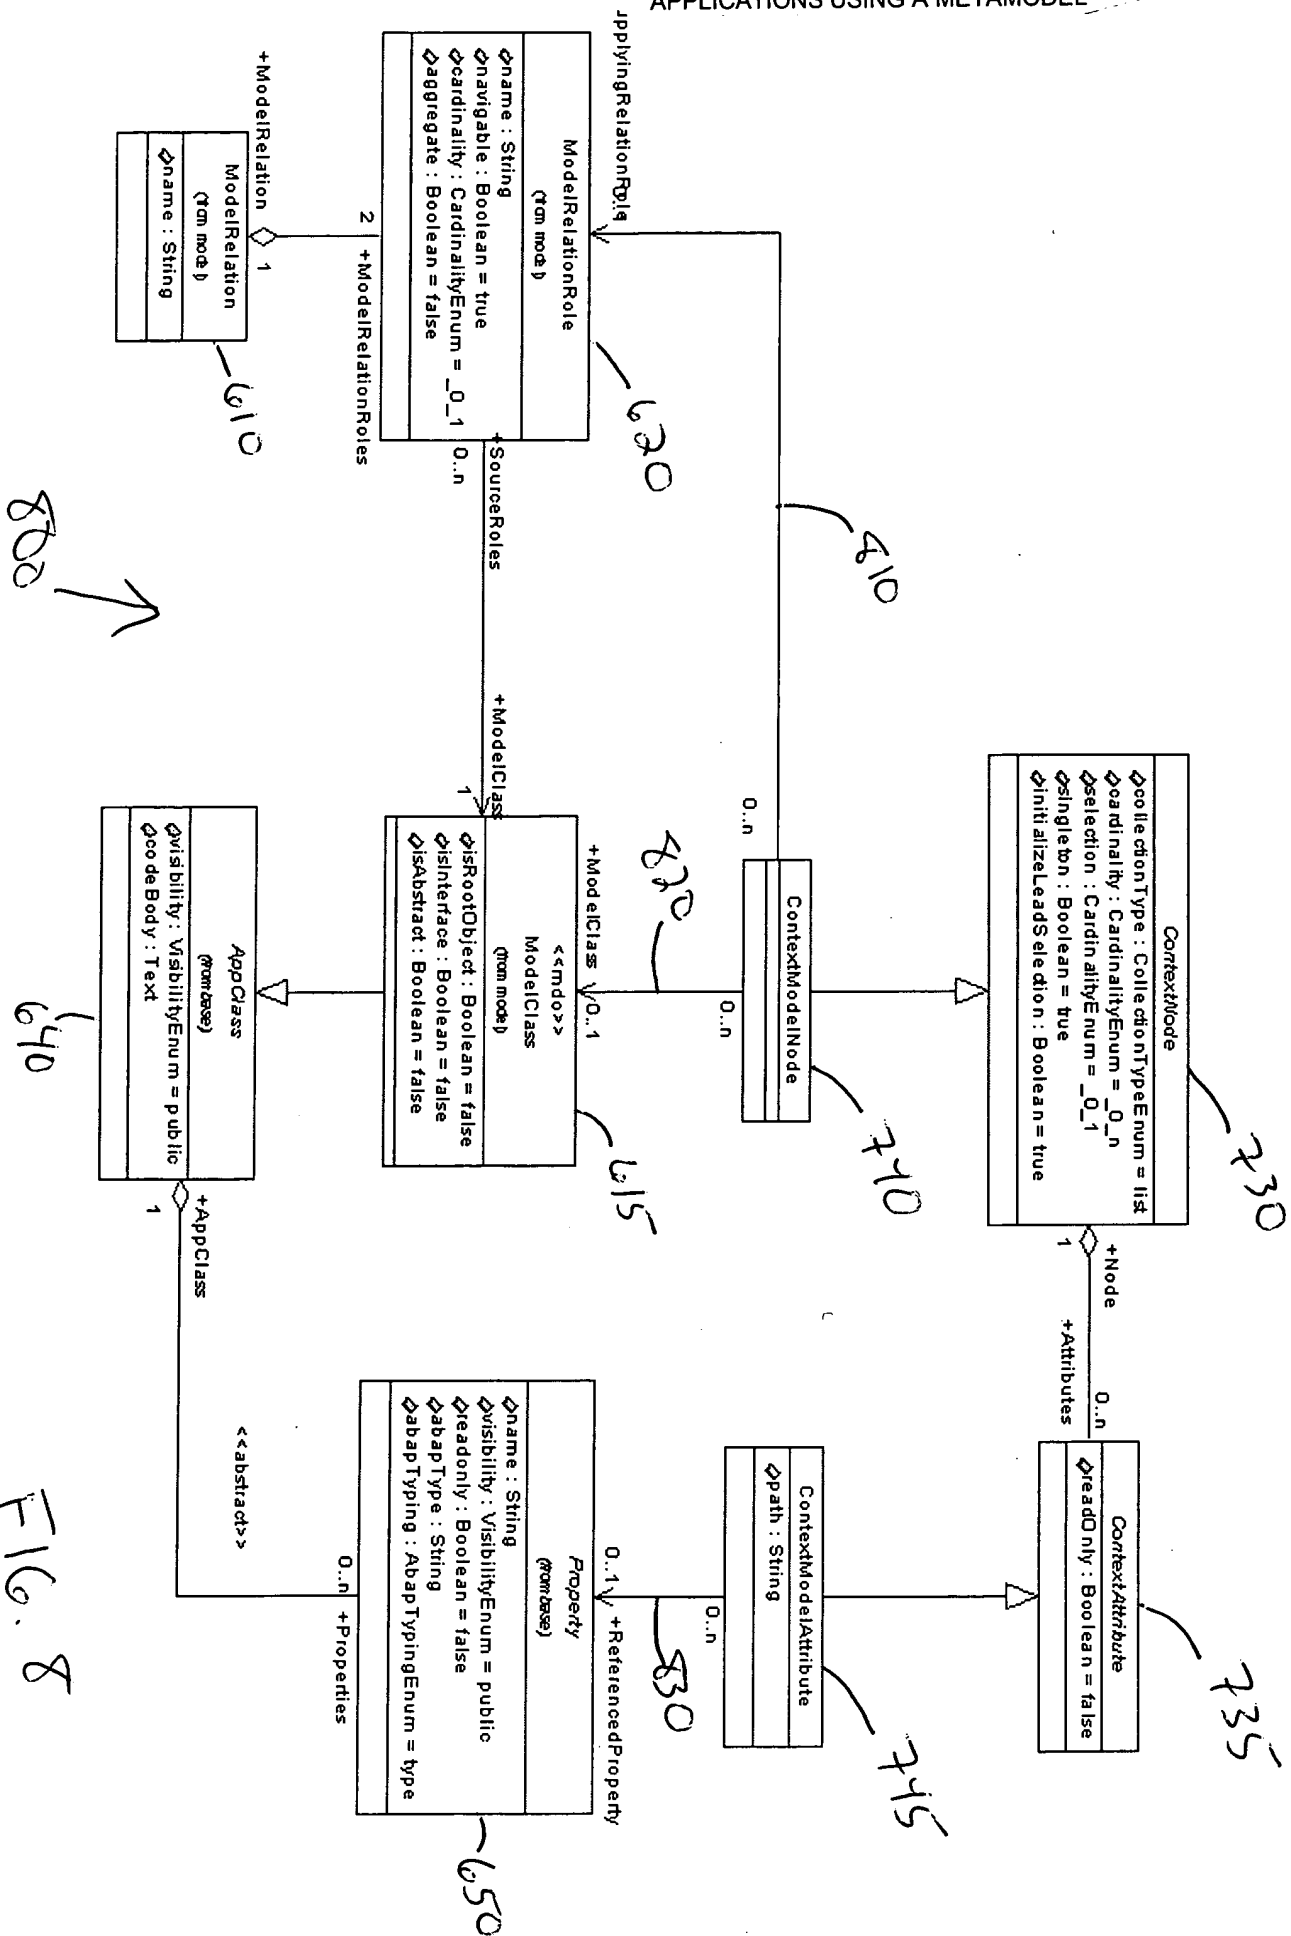 APPLICATIONS USING A METAMODEL
ContextNode
collectionType : CollectionTypeEnum = list
cardinality : CardinalityEnum = _0_n
selection : CardinalityEnum = _0_1
singleton : Boolean = true
initializeLeadSelection : Boolean = true
730
+Node
1
0..n
+Attributes
ContextAttribute
readOnly : Boolean = false
735
ContextModelNode
740
0..n
0..n
810
820
ContextModelAttribute
path : String
745
0..n
830
0..1
+ReferencedProperty
ModelRelationRole
(from model)
name : String
navigable : Boolean = true
cardinality : CardinalityEnum = _0_1
aggregate : Boolean = false
620
+SourceRoles
0..n
+ModelClass
1
+ModelClass
0..1
<<mdo>>
ModelClass
(from model)
isRootObject : Boolean = false
isInterface : Boolean = false
isAbstract : Boolean = false
615
Property
(from base)
name : String
visibility : VisibilityEnum = public
readonly : Boolean = false
abapType : String
abapTyping : AbapTypingEnum = type
650
2
+ModelRelationRoles
+ModelRelation
1
ModelRelation
(from model)
name : String
610
AppClass
(from base)
visibility : VisibilityEnum = public
codeBody : Text
640
+AppClass
1
<<abstract>>
0..n
+Properties
800
FIG. 8